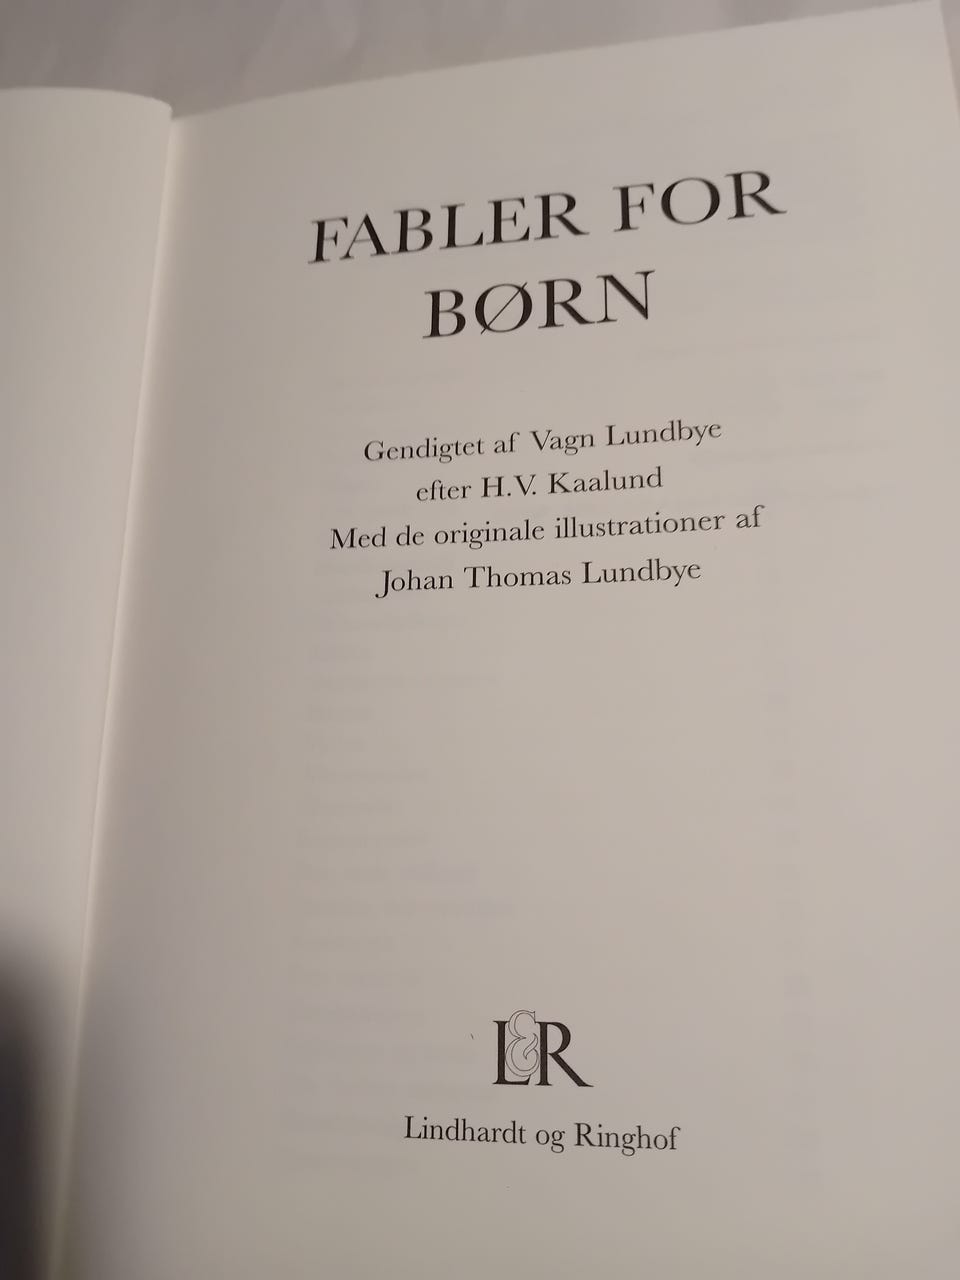 FABLER FOR
BØRN
Gendigtet af Vagn Lundbye
efter H.V. Kaalund
Med de originale illustrationer af
Johan Thomas Lundbye
L&R
Lindhardt og Ringhof